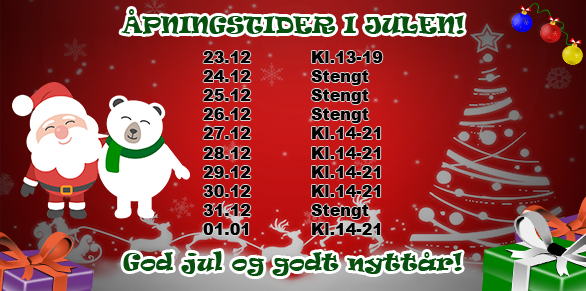 ÅPNINGSTIDER I JULEN!
23.12 Kl.13-19
24.12 Stengt
25.12 Stengt
26.12 Stengt
27.12 Kl.14-21
28.12 Kl.14-21
29.12 Kl.14-21
30.12 Kl.14-21
31.12 Stengt
01.01 Kl.14-21
God jul og godt nyttår!